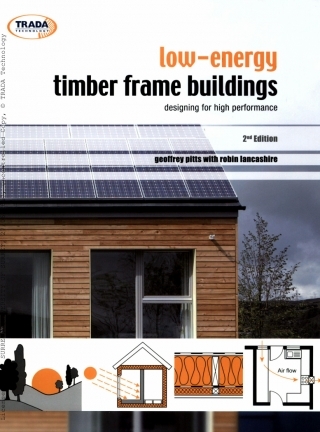 TRADA
TECHNOLOGY
low-energy
timber frame buildings
designing for high performance
2nd Edition
geoffrey pitts with robin lancashire
Air flow